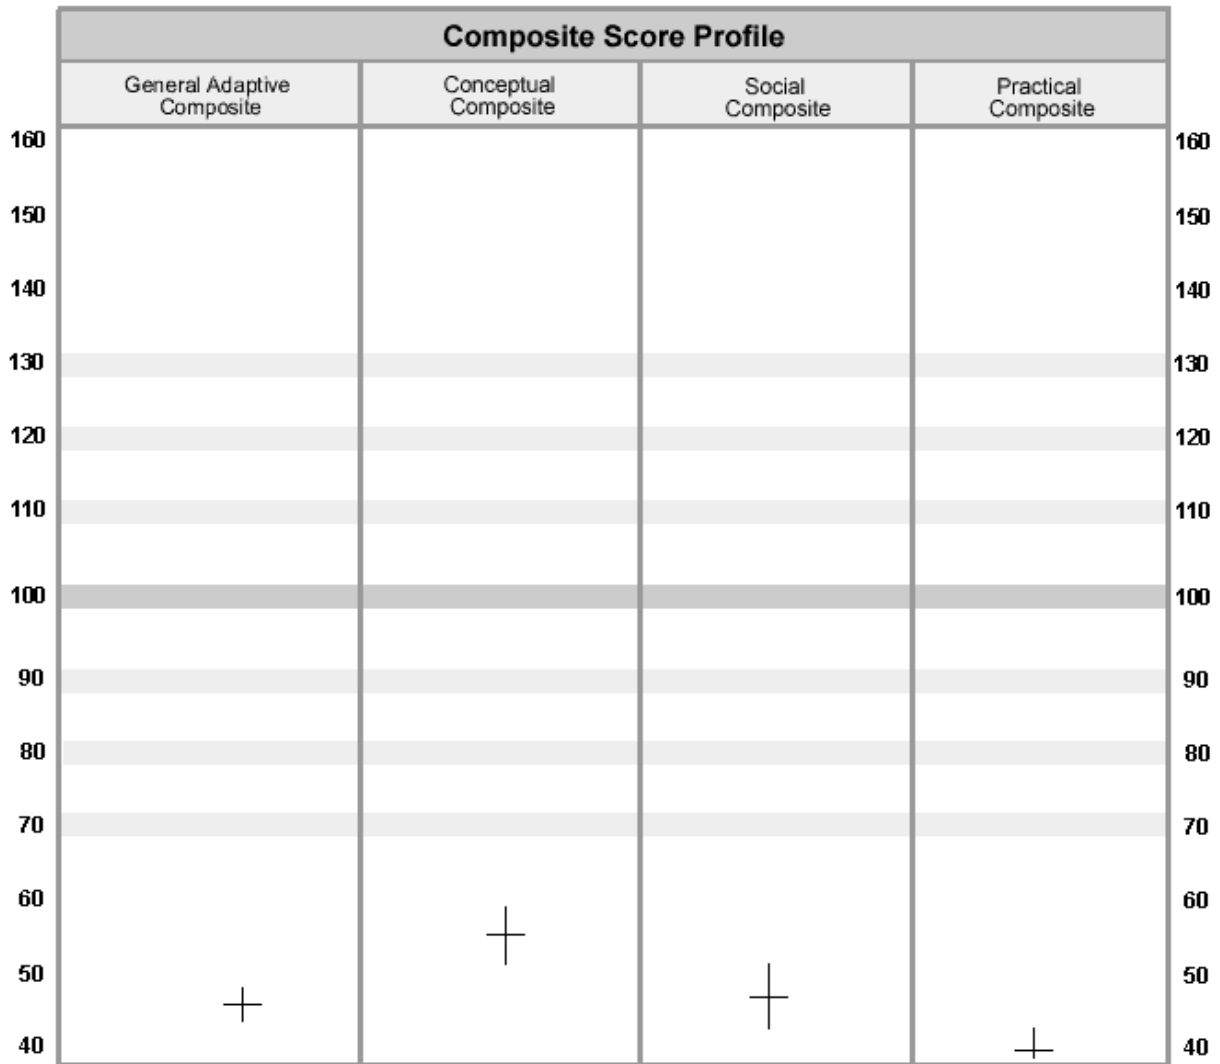 Composite Score Profile
General Adaptive
Composite
Conceptual
Composite
Social
Composite
Practical
Composite
160 160
150 150
140 140
130 130
120 120
110 110
100 100
90 90
80 80
70 70
60 60
50 50
40 40